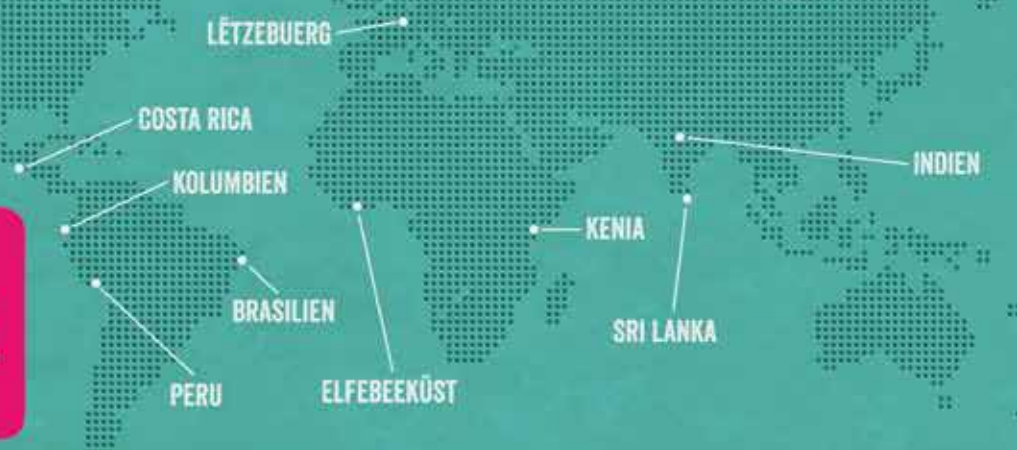 LËTZEBUERG
COSTA RICA
KOLUMBIEN
INDIEN
KENIA
BRASILIEN
SRI LANKA
PERU
ELFEBEEKÜST